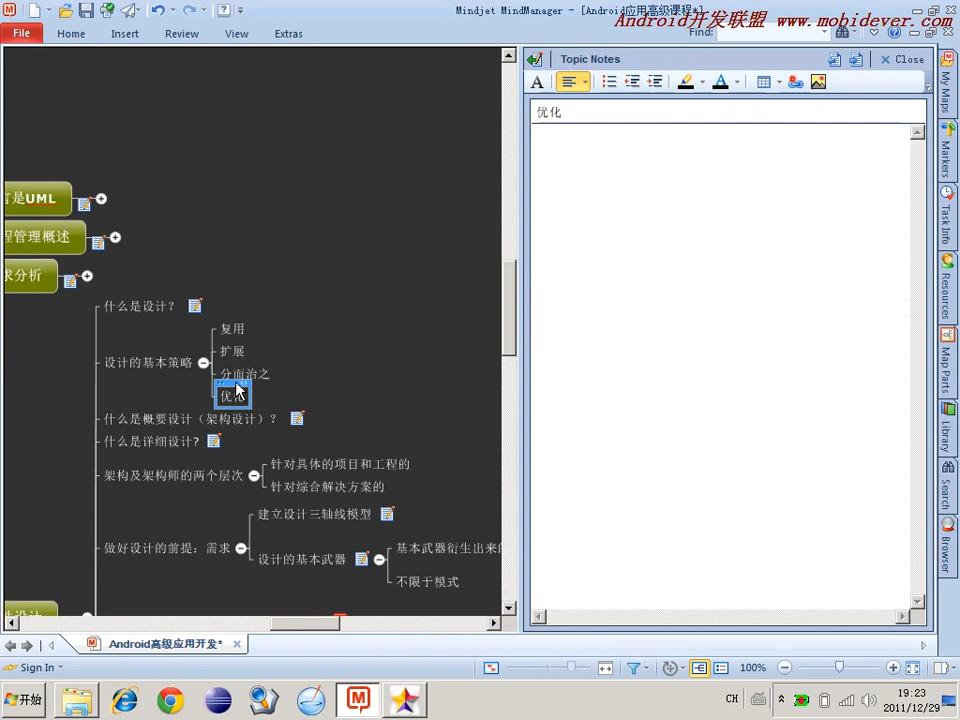 Mindjet MindManager - [Android应用高级课程*]
Android开发联盟 www.mobidever.com
File
Home
Insert
Review
View
Extras
Find:
Topic Notes
Close
优化
言是UML
程管理概述
求分析
什么是设计?
设计的基本策略
复用
扩展
分而治之
优化
什么是概要设计（架构设计）?
什么是详细设计?
架构及架构师的两个层次
针对具体的项目和工程的
针对综合解决方案的
做好设计的前提：需求
建立设计三轴线模型
设计的基本武器
基本武器衍生出来的
不限于模式
My Maps
Markers
Task Info
Resources
Map Parts
Library
Search
Browser
Android高级应用开发*
Sign In
100%
开始
CH
19:23
2011/12/29